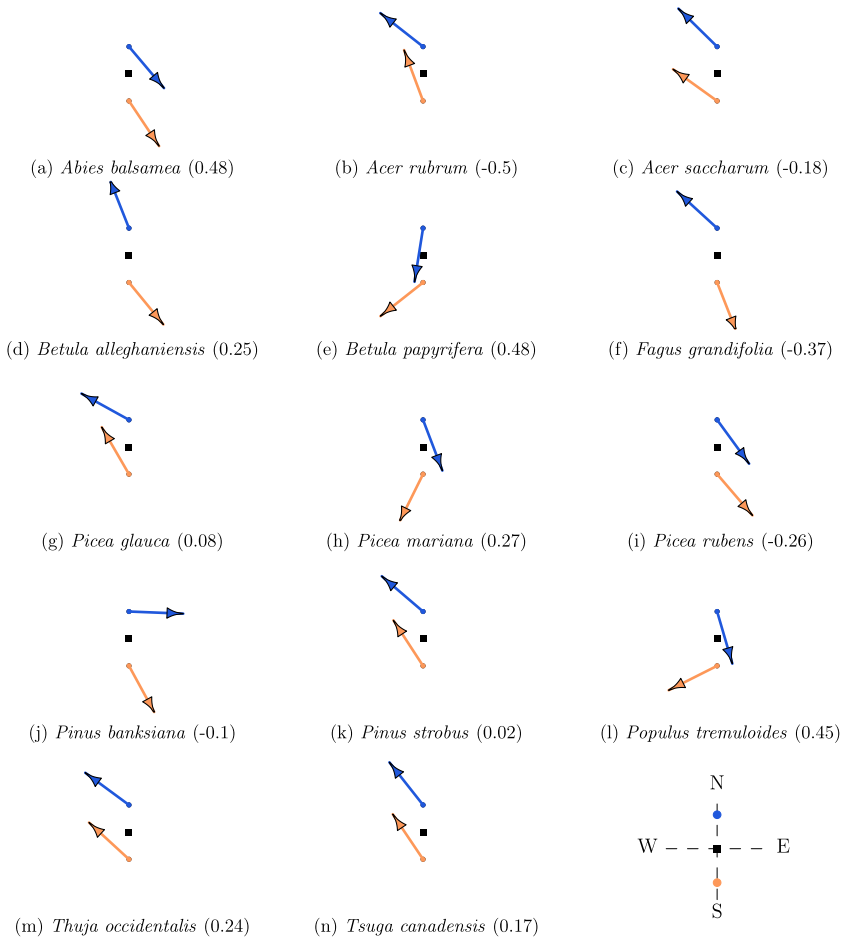 (a) Abies balsamea (0.48)
(b) Acer rubrum (-0.5)
(c) Acer saccharum (-0.18)
(d) Betula alleghaniensis (0.25)
(e) Betula papyrifera (0.48)
(f) Fagus grandifolia (-0.37)
(g) Picea glauca (0.08)
(h) Picea mariana (0.27)
(i) Picea rubens (-0.26)
(j) Pinus banksiana (-0.1)
(k) Pinus strobus (0.02)
(l) Populus tremuloides (0.45)
(m) Thuja occidentalis (0.24)
(n) Tsuga canadensis (0.17)
N
W E
S